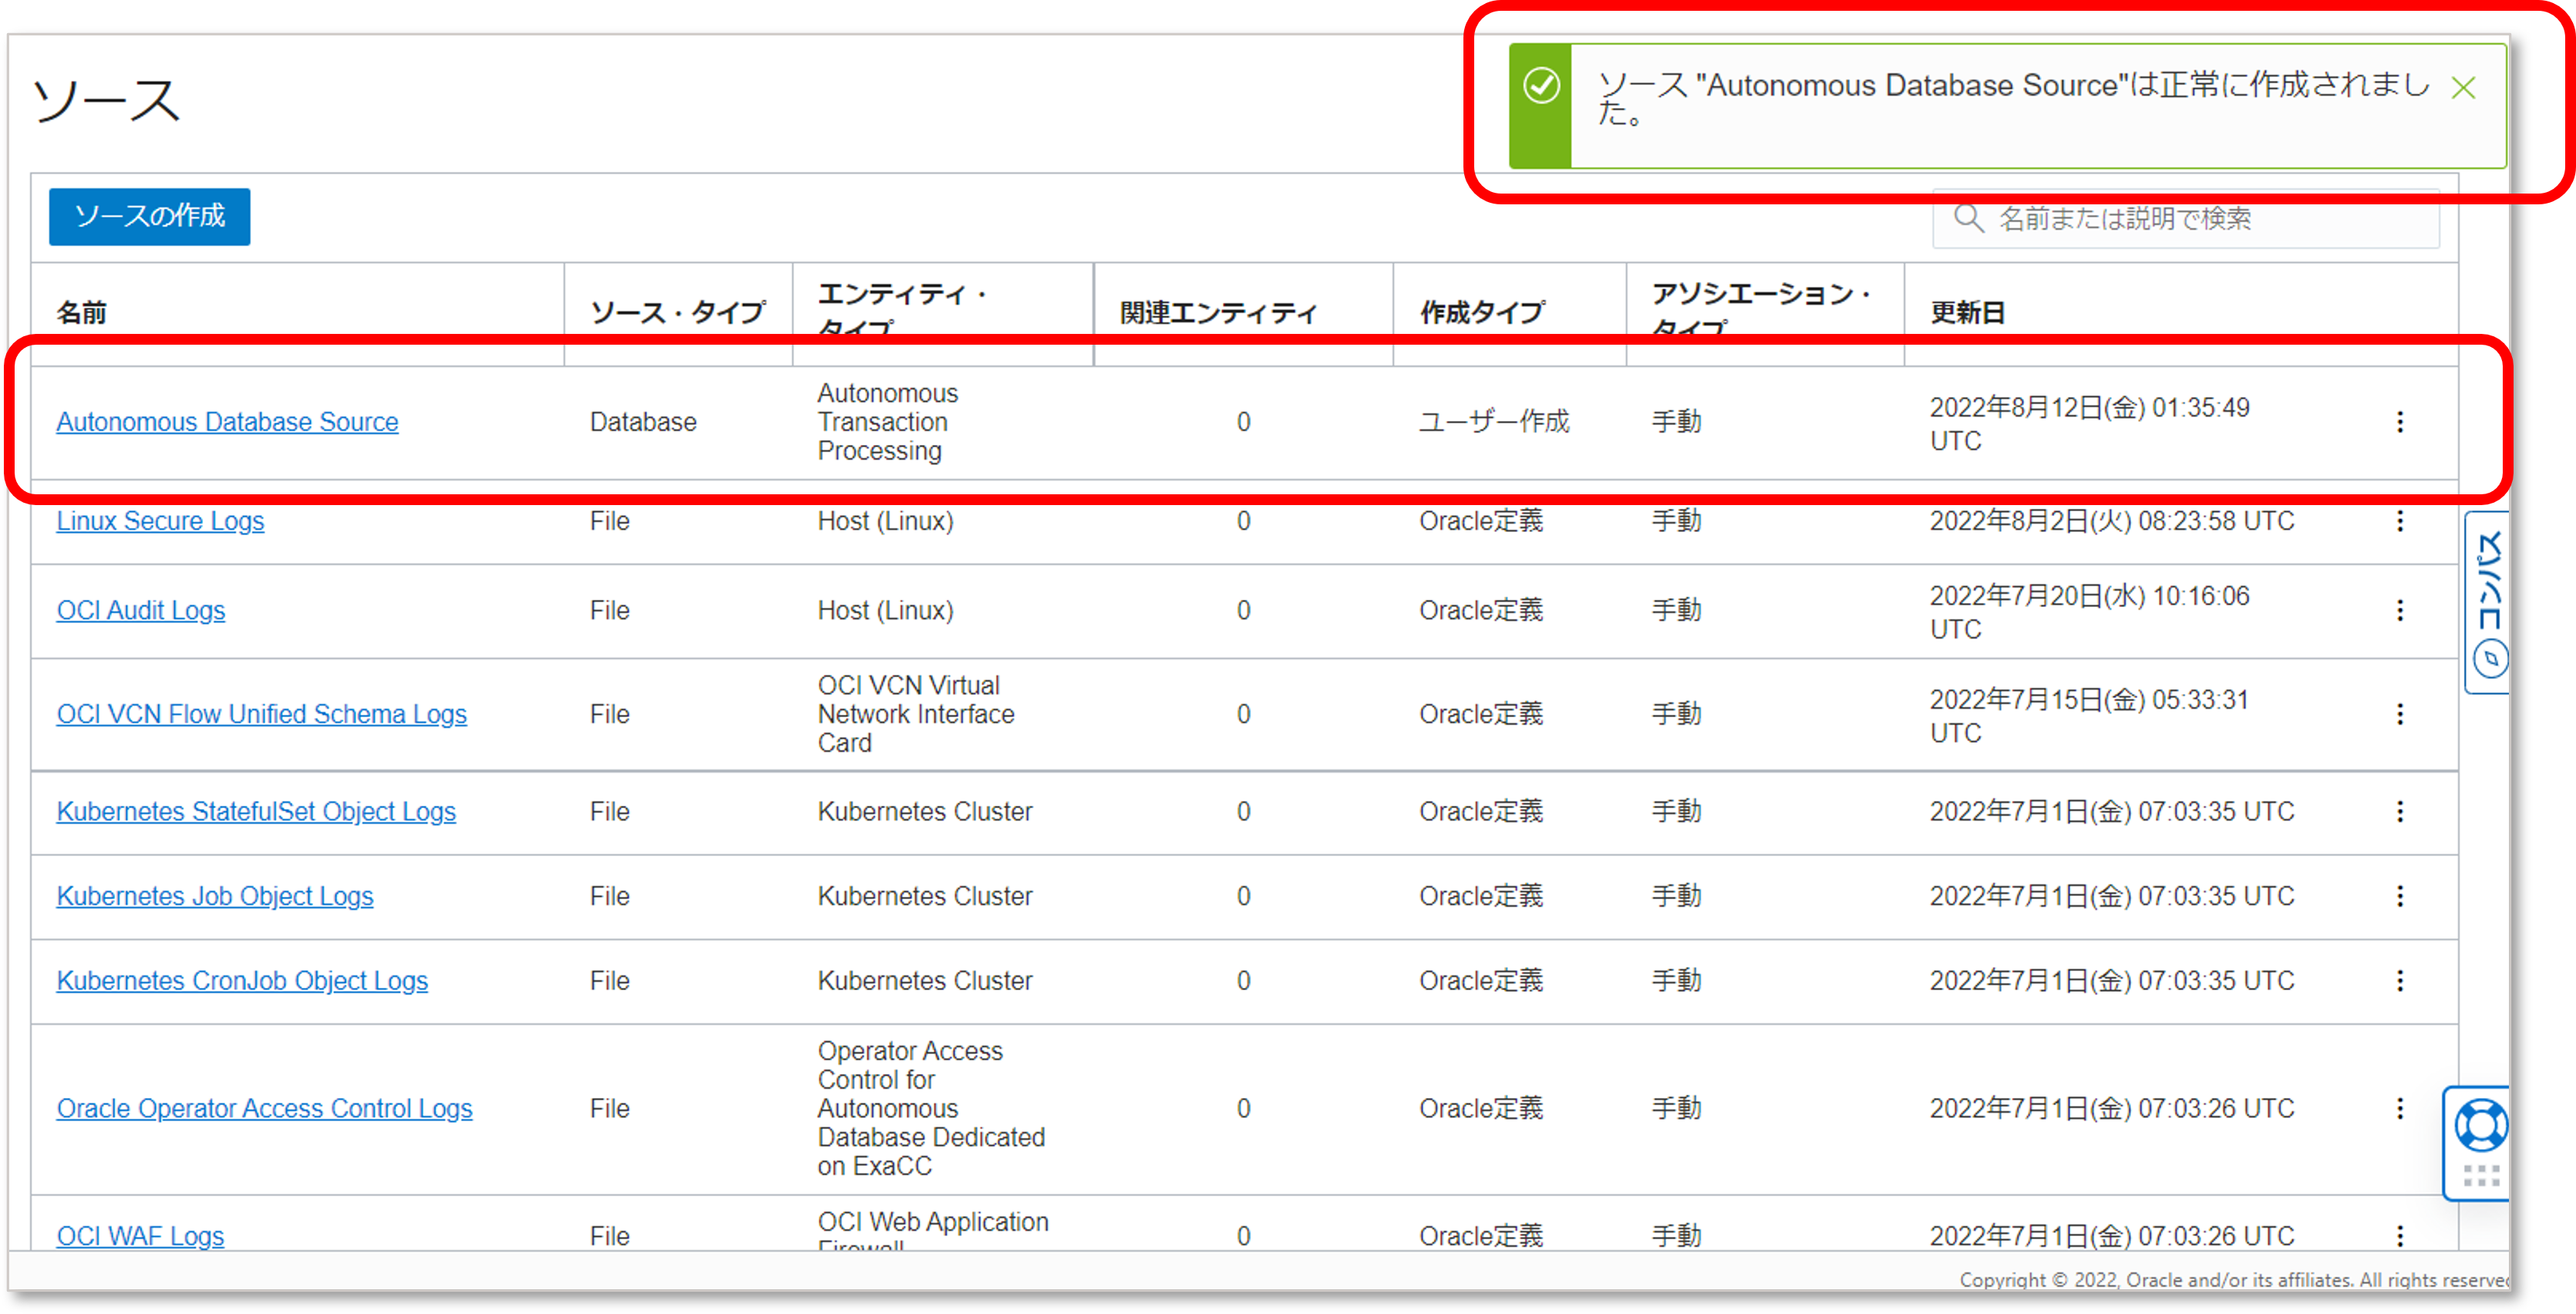 ソース
ソース "Autonomous Database Source"は正常に作成されまし
た。
ソースの作成
名前または説明で検索
名前
ソース・タイプ
エンティティ・
タイプ
関連エンティティ
作成タイプ
アソシエーション・
タイプ
更新日
Autonomous Database Source
Database
Autonomous
Transaction
Processing
0
ユーザー作成
手動
2022年8月12日(金) 01:35:49
UTC
Linux Secure Logs
File
Host (Linux)
0
Oracle定義
手動
2022年8月2日(火) 08:23:58 UTC
OCI Audit Logs
File
Host (Linux)
0
Oracle定義
手動
2022年7月20日(水) 10:16:06
UTC
OCI VCN Flow Unified Schema Logs
File
OCI VCN Virtual
Network Interface
Card
0
Oracle定義
手動
2022年7月15日(金) 05:33:31
UTC
Kubernetes StatefulSet Object Logs
File
Kubernetes Cluster
0
Oracle定義
手動
2022年7月1日(金) 07:03:35 UTC
Kubernetes Job Object Logs
File
Kubernetes Cluster
0
Oracle定義
手動
2022年7月1日(金) 07:03:35 UTC
Kubernetes CronJob Object Logs
File
Kubernetes Cluster
0
Oracle定義
手動
2022年7月1日(金) 07:03:35 UTC
Oracle Operator Access Control Logs
File
Operator Access
Control for
Autonomous
Database Dedicated
on ExaCC
0
Oracle定義
手動
2022年7月1日(金) 07:03:26 UTC
OCI WAF Logs
File
OCI Web Application
Firewall
0
Oracle定義
手動
2022年7月1日(金) 07:03:26 UTC
コンパス
Copyright © 2022, Oracle and/or its affiliates. All rights reserved